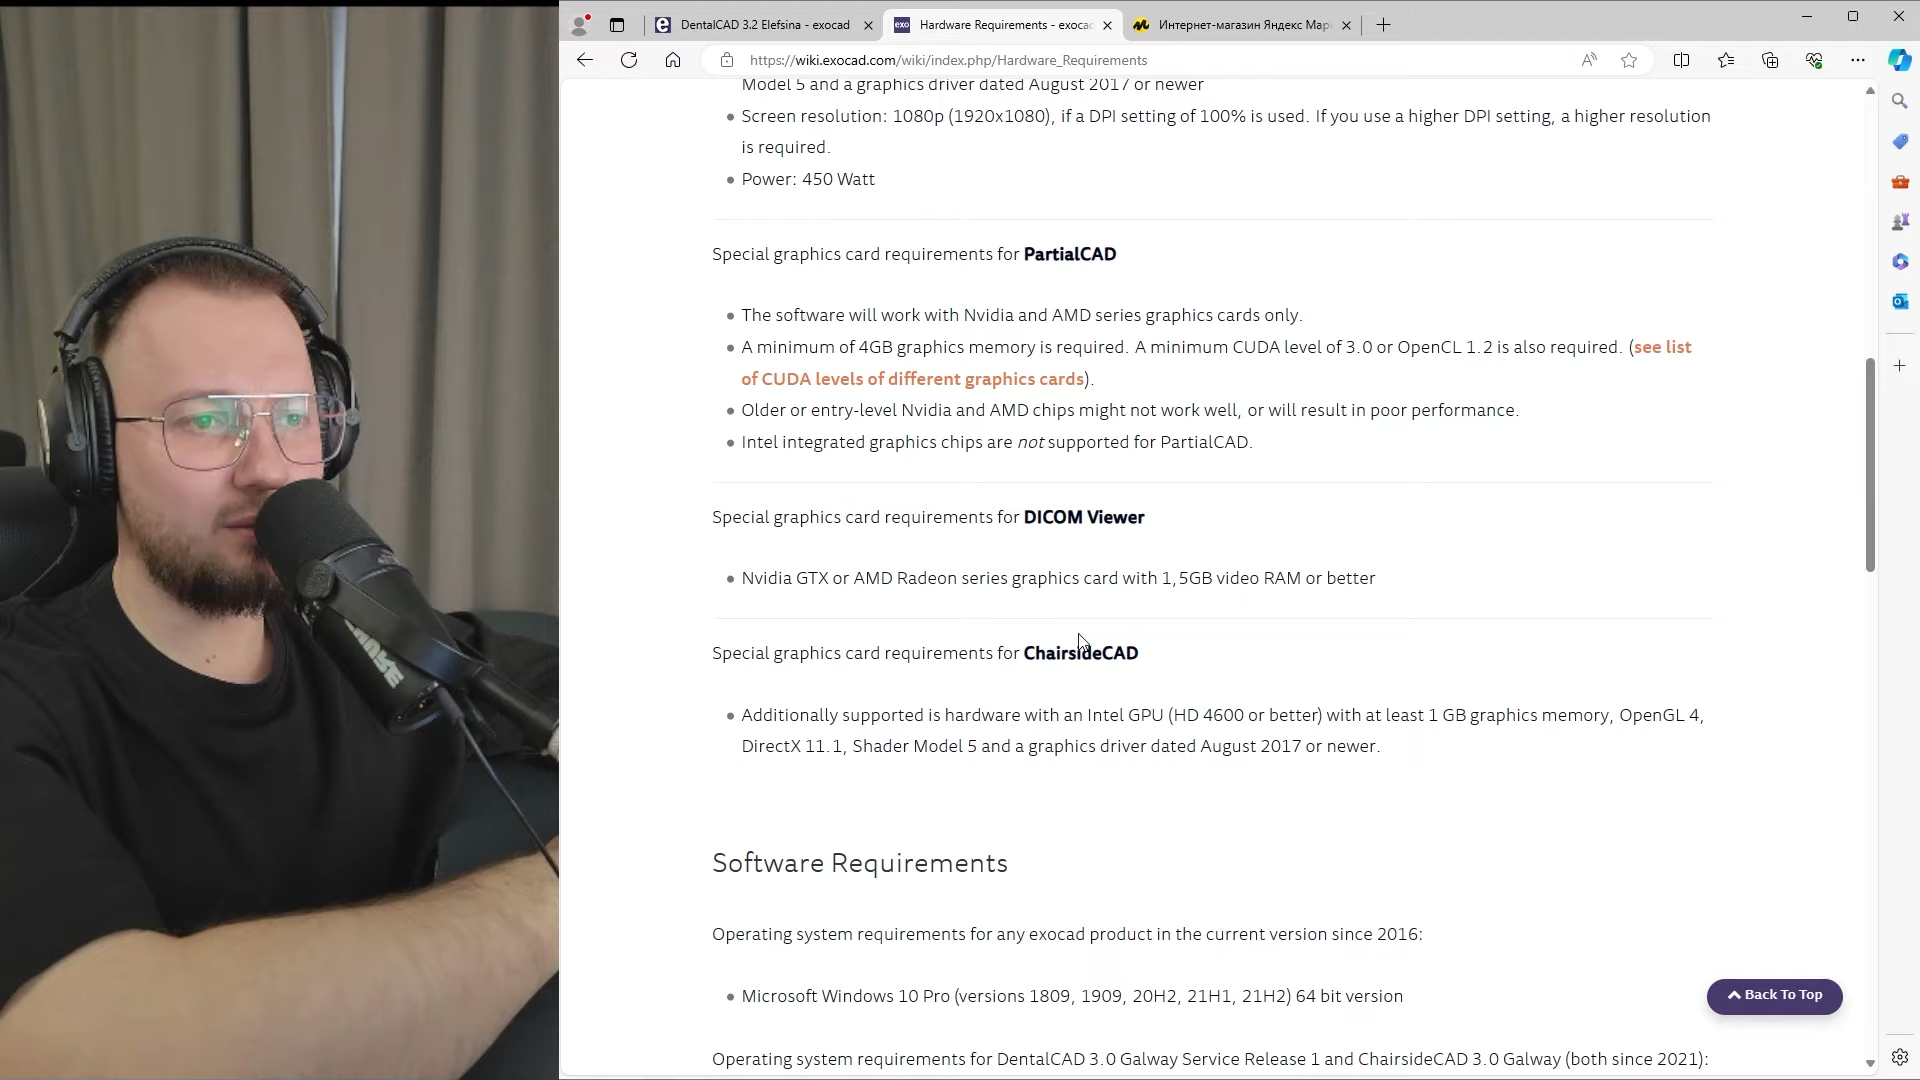 DentalCAD 3.2 Elefsina - exocad
Hardware Requirements - exocad
Интернет-магазин Яндекс Мар
https://wiki.exocad.com/wiki/index.php/Hardware_Requirements
Model 5 and a graphics driver dated August 2017 or newer
Screen resolution: 1080p (1920x1080), if a DPI setting of 100% is used. If you use a higher DPI setting, a higher resolution
is required.
Power: 450 Watt
Special graphics card requirements for PartialCAD
The software will work with Nvidia and AMD series graphics cards only.
A minimum of 4GB graphics memory is required. A minimum CUDA level of 3.0 or OpenCL 1.2 is also required. (see list
of CUDA levels of different graphics cards).
Older or entry-level Nvidia and AMD chips might not work well, or will result in poor performance.
Intel integrated graphics chips are not supported for PartialCAD.
Special graphics card requirements for DICOM Viewer
Nvidia GTX or AMD Radeon series graphics card with 1,5GB video RAM or better
Special graphics card requirements for ChairsideCAD
Additionally supported is hardware with an Intel GPU (HD 4600 or better) with at least 1 GB graphics memory, OpenGL 4,
DirectX 11.1, Shader Model 5 and a graphics driver dated August 2017 or newer.
Software Requirements
Operating system requirements for any exocad product in the current version since 2016:
Microsoft Windows 10 Pro (versions 1809, 1909, 20H2, 21H1, 21H2) 64 bit version
Back To Top
Operating system requirements for DentalCAD 3.0 Galway Service Release 1 and ChairsideCAD 3.0 Galway (both since 2021):